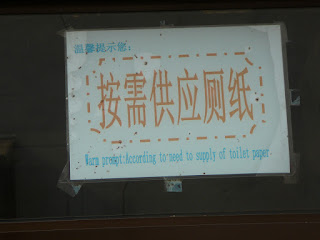 温馨提示您：
按需供应厕纸
Warm prompt:According to need to supply of toilet paper.